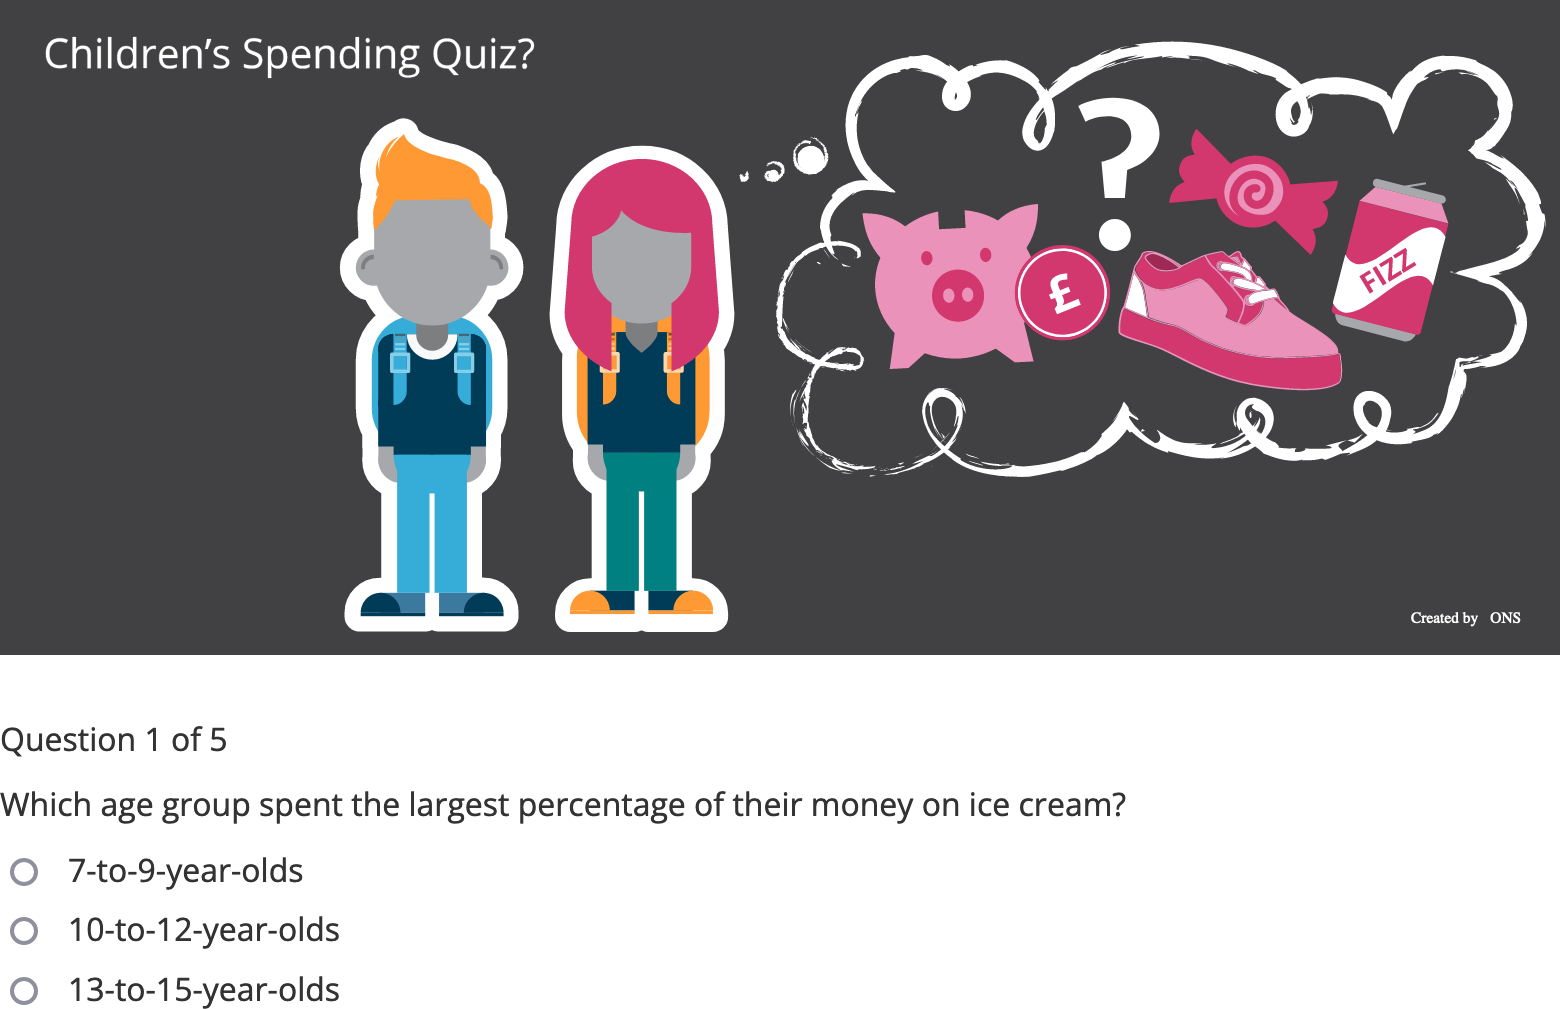 Children’s Spending Quiz?
?
£
FIZZ
Created by ONS
Question 1 of 5
Which age group spent the largest percentage of their money on ice cream?
7-to-9-year-olds
10-to-12-year-olds
13-to-15-year-olds